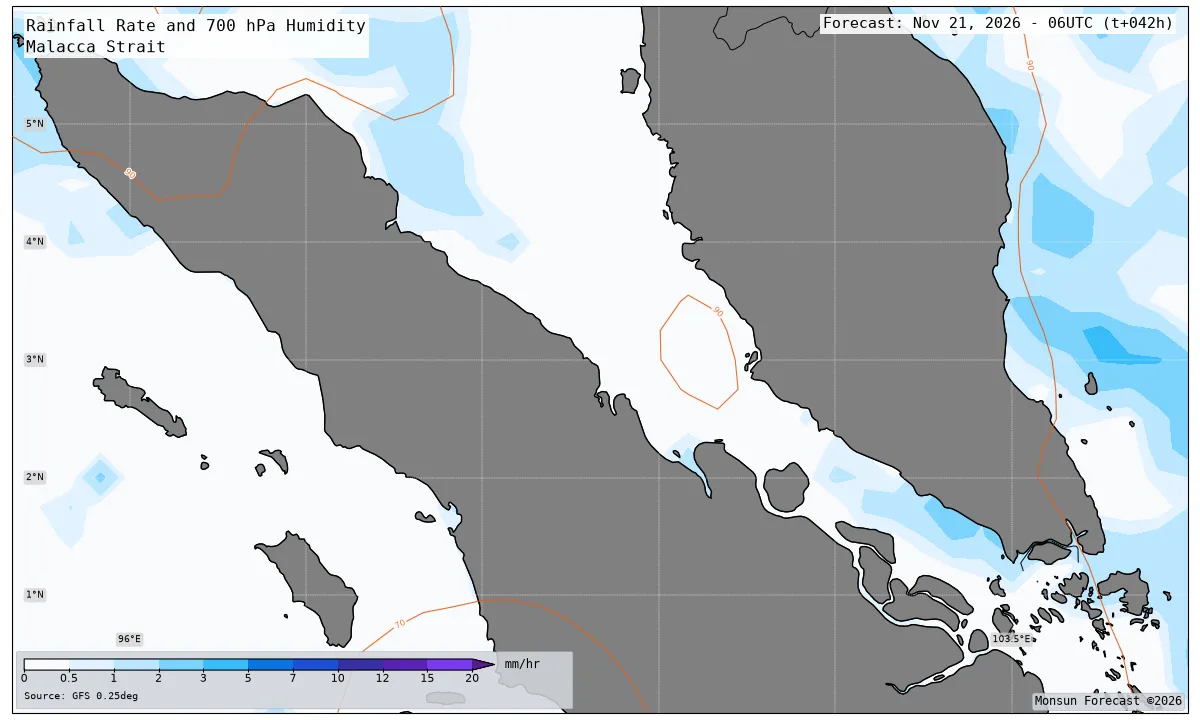 Rainfall Rate and 700 hPa Humidity
Malacca Strait
Forecast: Nov 21, 2026 - 06UTC (t+042h)
90
5°N
90
4°N
90
3°N
2°N
1°N
70
96°E
103.5°E
0 0.5 1 2 3 5 7 10 12 15 20 mm/hr
Source: GFS 0.25deg
Monsun Forecast ©2026